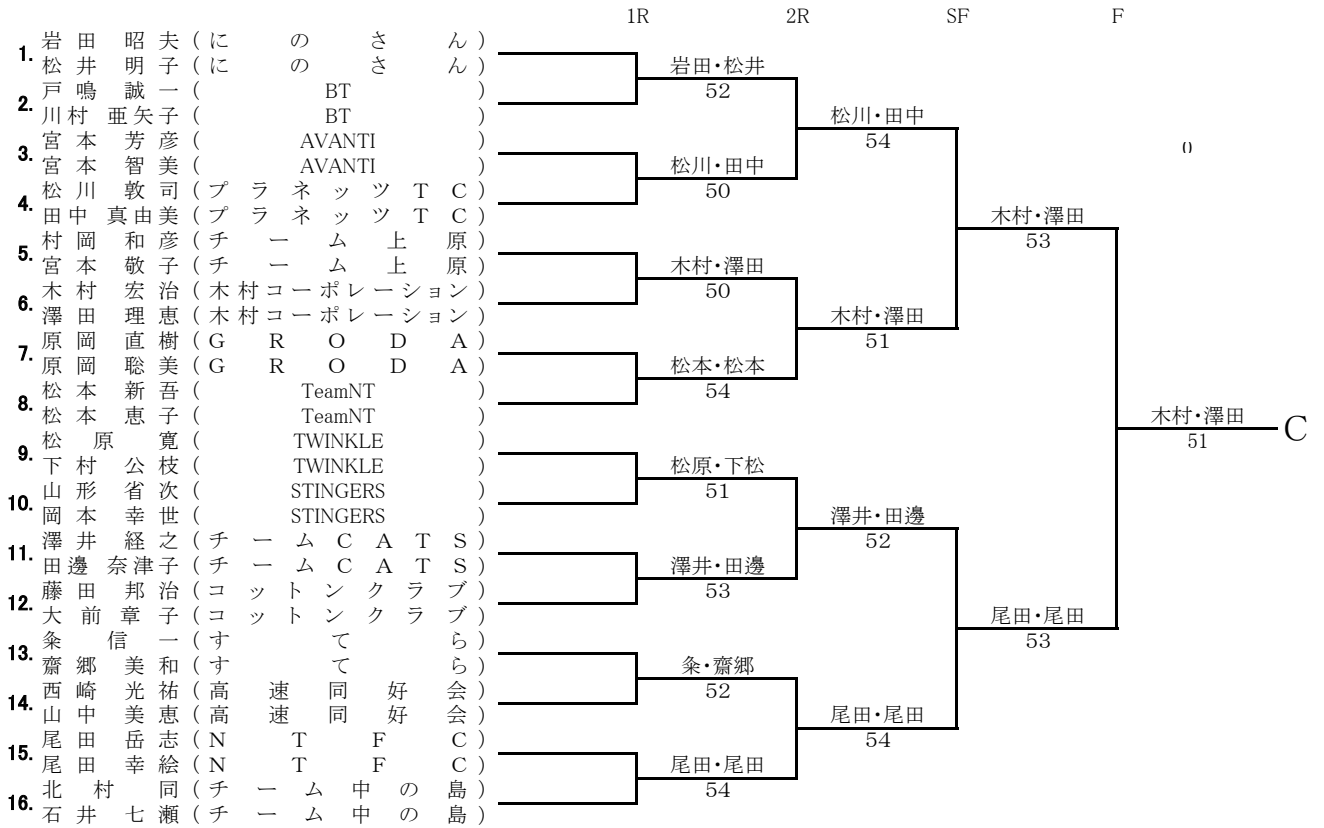 1R 2R SF F
1. 岩田 昭夫 (にのさん)
松井 明子 (にのさん)
2. 戸鳴 誠一 (BT)
川村 亜矢子 (BT)
3. 宮本 芳彦 (AVANTI)
宮本 智美 (AVANTI)
4. 松川 敦司 (プラネッツTC)
田中 真由美 (プラネッツTC)
5. 村岡 和彦 (チーム上原)
宮本 敬子 (チーム上原)
6. 木村 宏治 (木村コーポレーション)
澤田 理恵 (木村コーポレーション)
7. 原岡 直樹 (GRODA)
原岡 聡美 (GRODA)
8. 松本 新吾 (TeamNT)
松本 恵子 (TeamNT)
9. 松原 寛 (TWINKLE)
下村 公枝 (TWINKLE)
10. 山形 省次 (STINGERS)
岡本 幸世 (STINGERS)
11. 澤井 経之 (チームCATS)
田邊 奈津子 (チームCATS)
12. 藤田 邦治 (コットンクラブ)
大前 章子 (コットンクラブ)
13. 粂 信一 (すてら)
齋郷 美和 (すてら)
14. 西崎 光祐 (高速同好会)
山中 美恵 (高速同好会)
15. 尾田 岳志 (NTFC)
尾田 幸絵 (NTFC)
16. 北村 同 (チーム中の島)
石井 七瀬 (チーム中の島)
岩田・松井
52
松川・田中
50
木村・澤田
50
松本・松本
54
松原・下松
51
澤井・田邊
53
粂・齋郷
52
尾田・尾田
54
松川・田中
54
木村・澤田
51
澤井・田邊
52
尾田・尾田
54
木村・澤田
53
尾田・尾田
53
木村・澤田
51
C